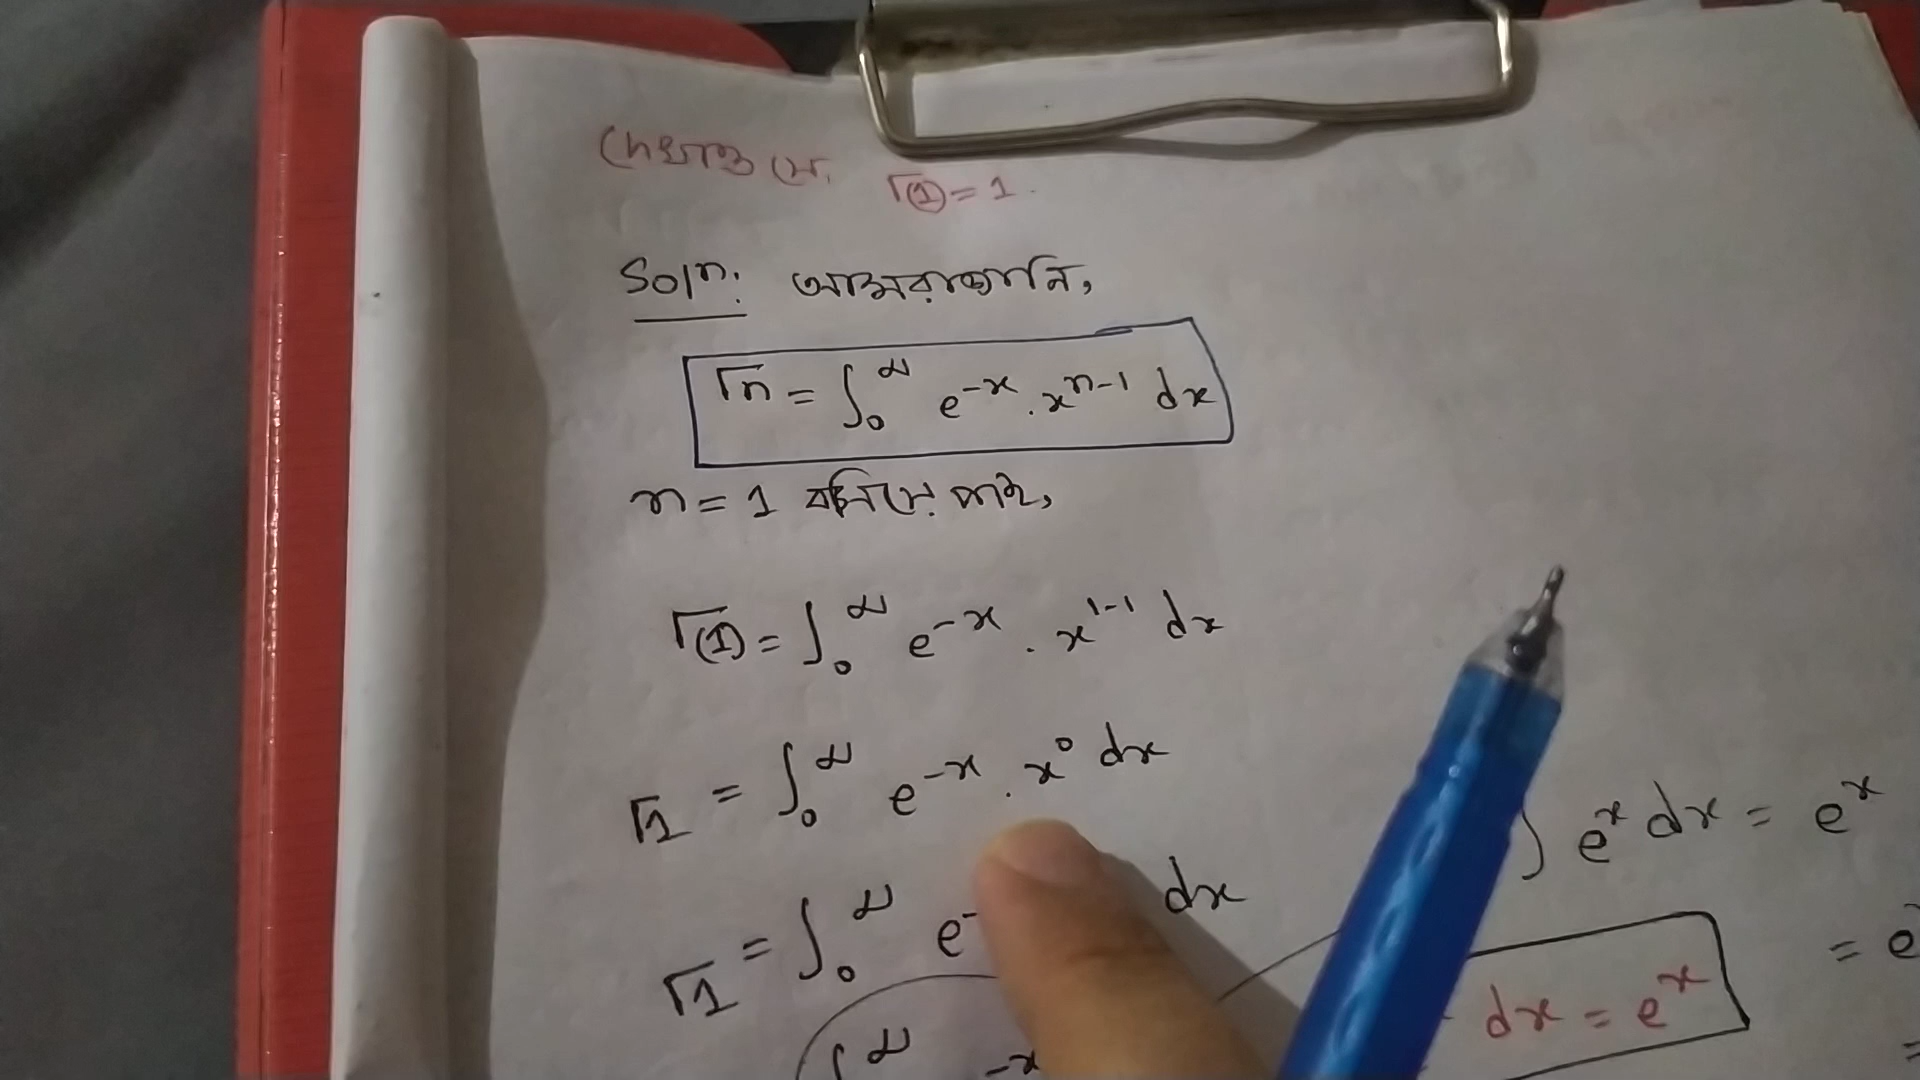 দেখাও যে, Γ(1) = 1.
Soln: আমরা জানি,
Γn = ∫₀^∞ e^-x . x^n-1 dx
n = 1 বসিয়ে পাই,
Γ(1) = ∫₀^∞ e^-x . x^1-1 dx
Γ1 = ∫₀^∞ e^-x . x^0 dx
∫ e^x dx = e^x
Γ1 = ∫₀^∞ e^- dx
= e
dx = e^x
∫ ^∞ -x
=